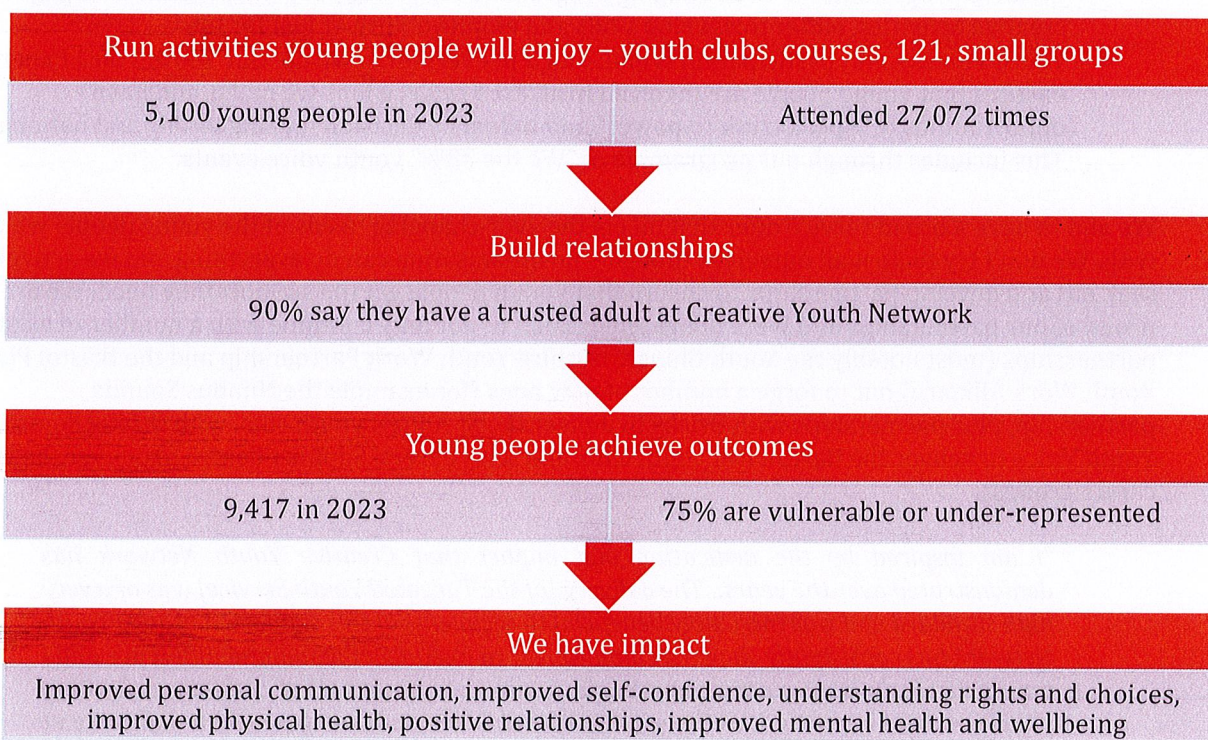 Run activities young people will enjoy – youth clubs, courses, 121, small groups
5,100 young people in 2023
Attended 27,072 times
Build relationships
90% say they have a trusted adult at Creative Youth Network
Young people achieve outcomes
9,417 in 2023
75% are vulnerable or under-represented
We have impact
Improved personal communication, improved self-confidence, understanding rights and choices,
improved physical health, positive relationships, improved mental health and wellbeing